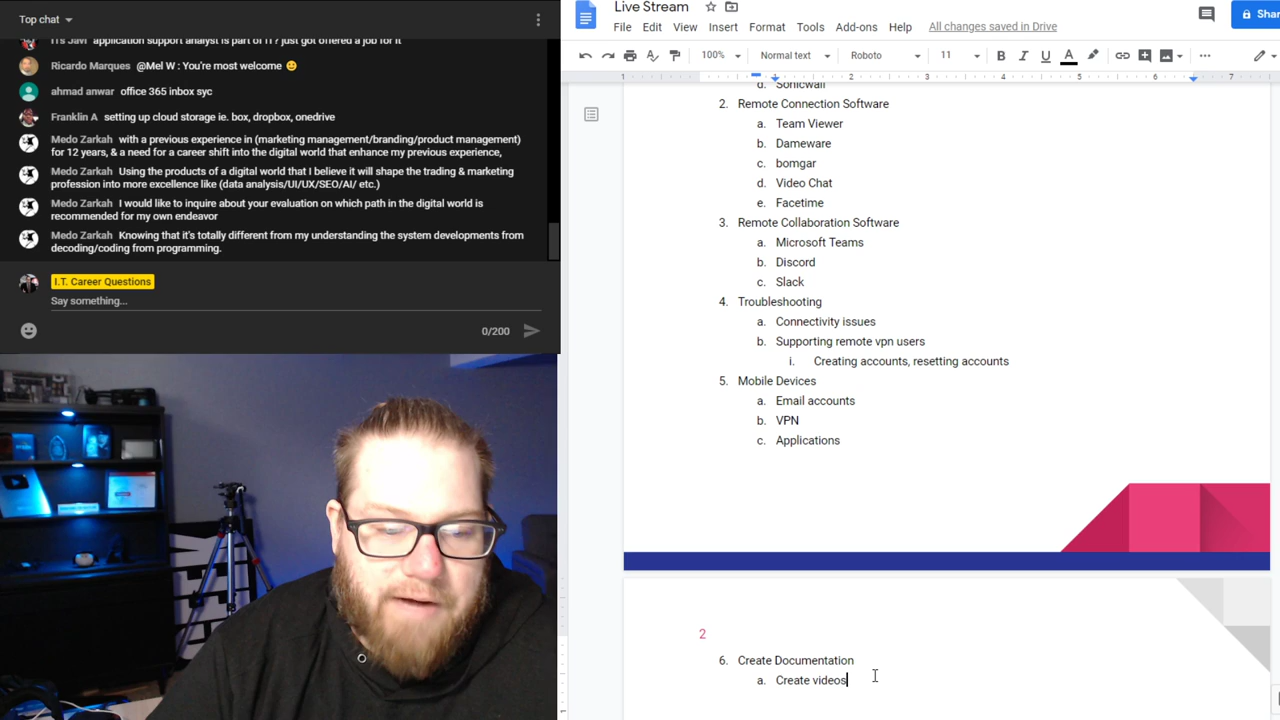 Top chat
It's Javi application support analyst is part of IT? just got offered a job for it
Ricardo Marques @Mel W : You're most welcome 😊
ahmad anwar office 365 inbox syc
Franklin A setting up cloud storage ie. box, dropbox, onedrive
Medo Zarkah with a previous experience in (marketing management/branding/product management)
for 12 years, & a need for a career shift into the digital world that enhance my previous experience,
Medo Zarkah Using the products of a digital world that I believe it will shape the trading & marketing
profession into more excellence like (data analysis/UI/UX/SEO/AI/ etc.)
Medo Zarkah I would like to inquire about your evaluation on which path in the digital world is
recommended for my own endeavor
Medo Zarkah Knowing that it's totally different from my understanding the system developments from
decoding/coding from programming.
I.T. Career Questions
Say something...
0/200
Live Stream
File Edit View Insert Format Tools Add-ons Help All changes saved in Drive
Shar
100% Normal text Roboto 11 B I U A
1 1 2 3 4 5 6 7
d. Sonicwall
2. Remote Connection Software
a. Team Viewer
b. Dameware
c. bomgar
d. Video Chat
e. Facetime
3. Remote Collaboration Software
a. Microsoft Teams
b. Discord
c. Slack
4. Troubleshooting
a. Connectivity issues
b. Supporting remote vpn users
i. Creating accounts, resetting accounts
5. Mobile Devices
a. Email accounts
b. VPN
c. Applications
2
6. Create Documentation
a. Create videos